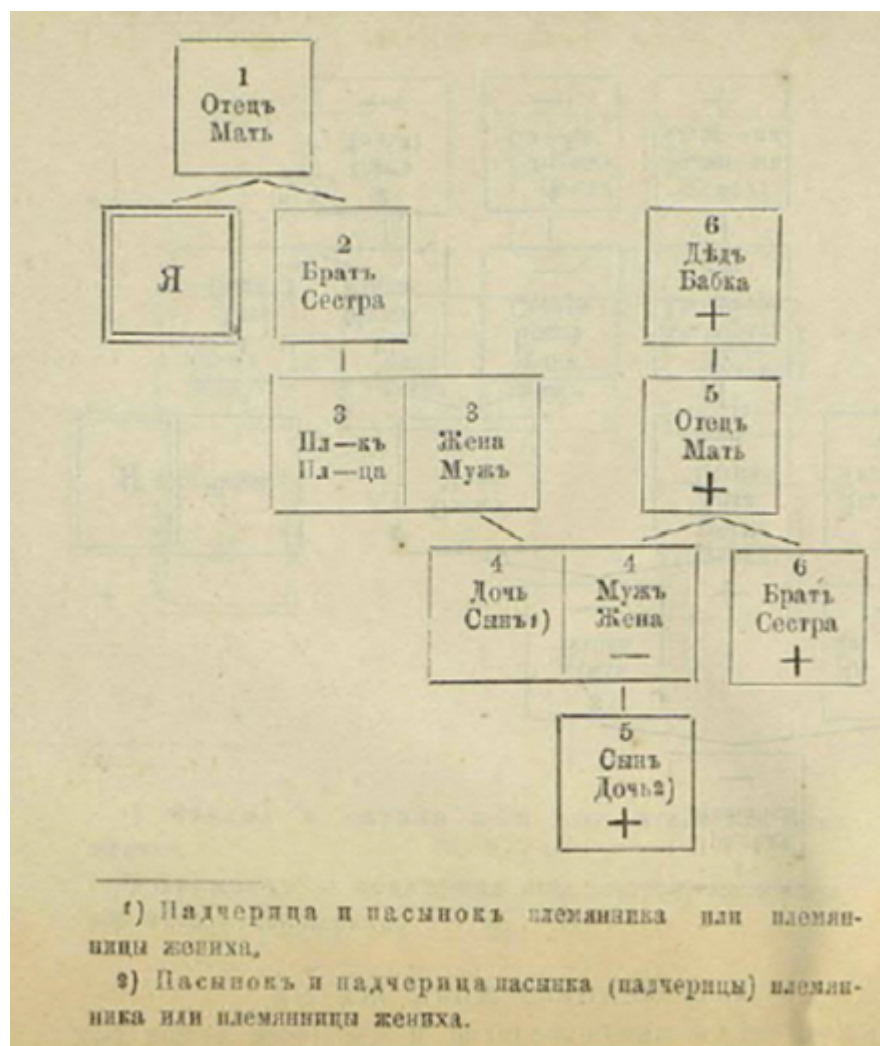 1
Отецъ
Мать
Я
2
Братъ
Сестра
6
Дѣдъ
Бабка
+
3
Пл—къ
Пл—ца
3
Жена
Мужъ
5
Отецъ
Мать
+
4
Дочь
Сынъ1)
4
Мужъ
Жена
—
6
Братъ
Сестра
+
5
Сынъ
Дочь2)
+
1) Падчерица и пасынокъ племянника или племян-
ницы жениха.
2) Пасынокъ и падчерица пасынка (падчерицы) племян-
ника или племянницы жениха.